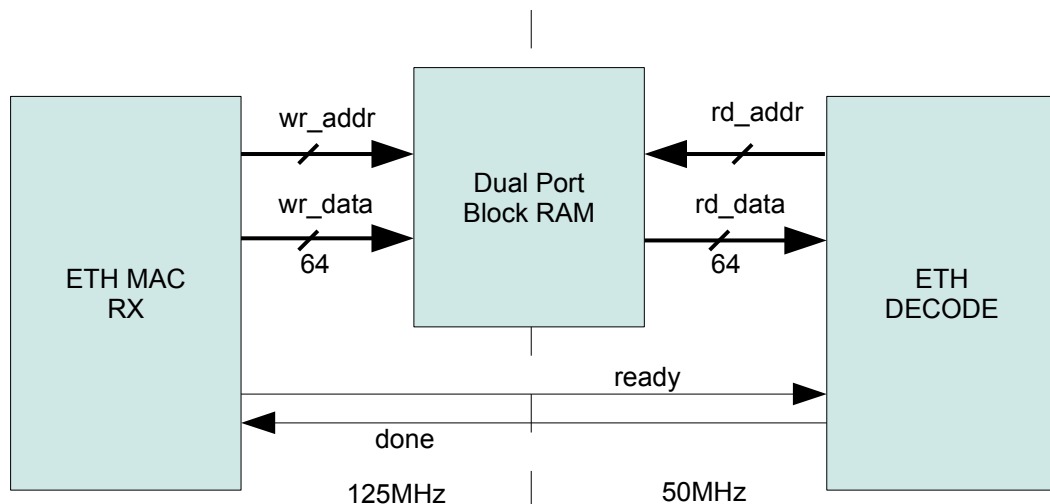 wr_addr
rd_addr
Dual Port
Block RAM
wr_data
rd_data
64
64
ETH MAC
RX
ETH
DECODE
ready
done
125MHz
50MHz